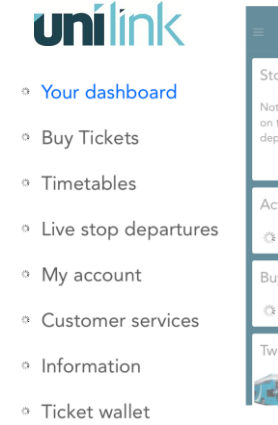 unilink
Your dashboard
Buy Tickets
Timetables
Live stop departures
My account
Customer services
Information
Ticket wallet